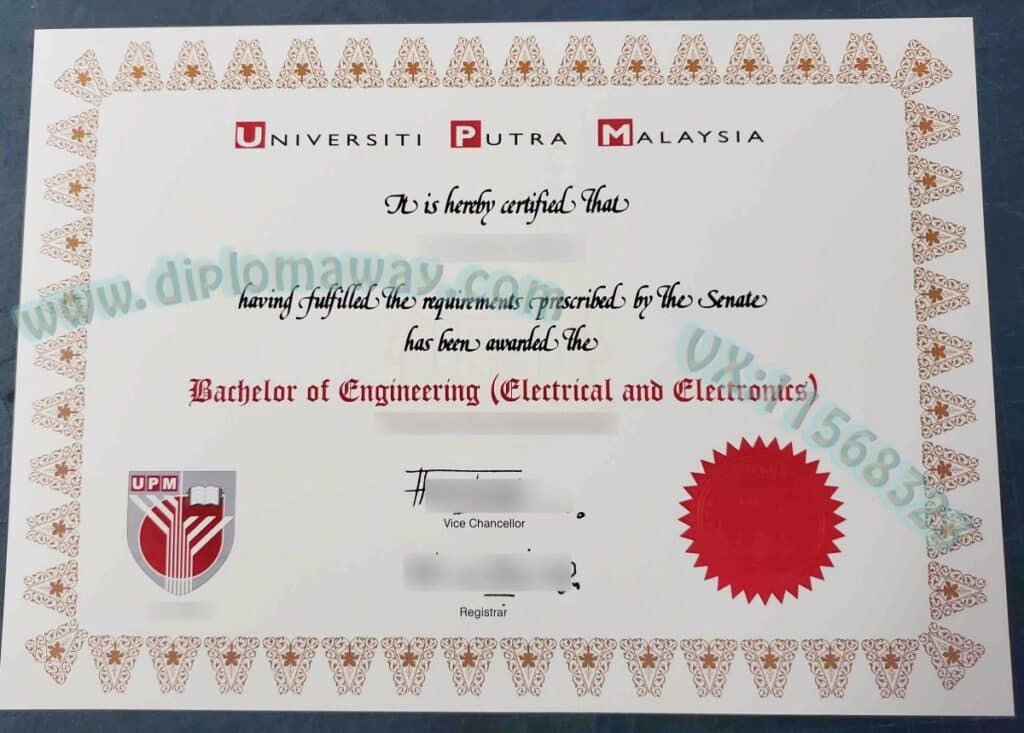 UNIVERSITI PUTRA MALAYSIA
It is hereby certified that
www.diplomaway.com
having fulfilled the requirements prescribed by the Senate
has been awarded the
Bachelor of Engineering (Electrical and Electronics)
UPM
Vice Chancellor
Registrar